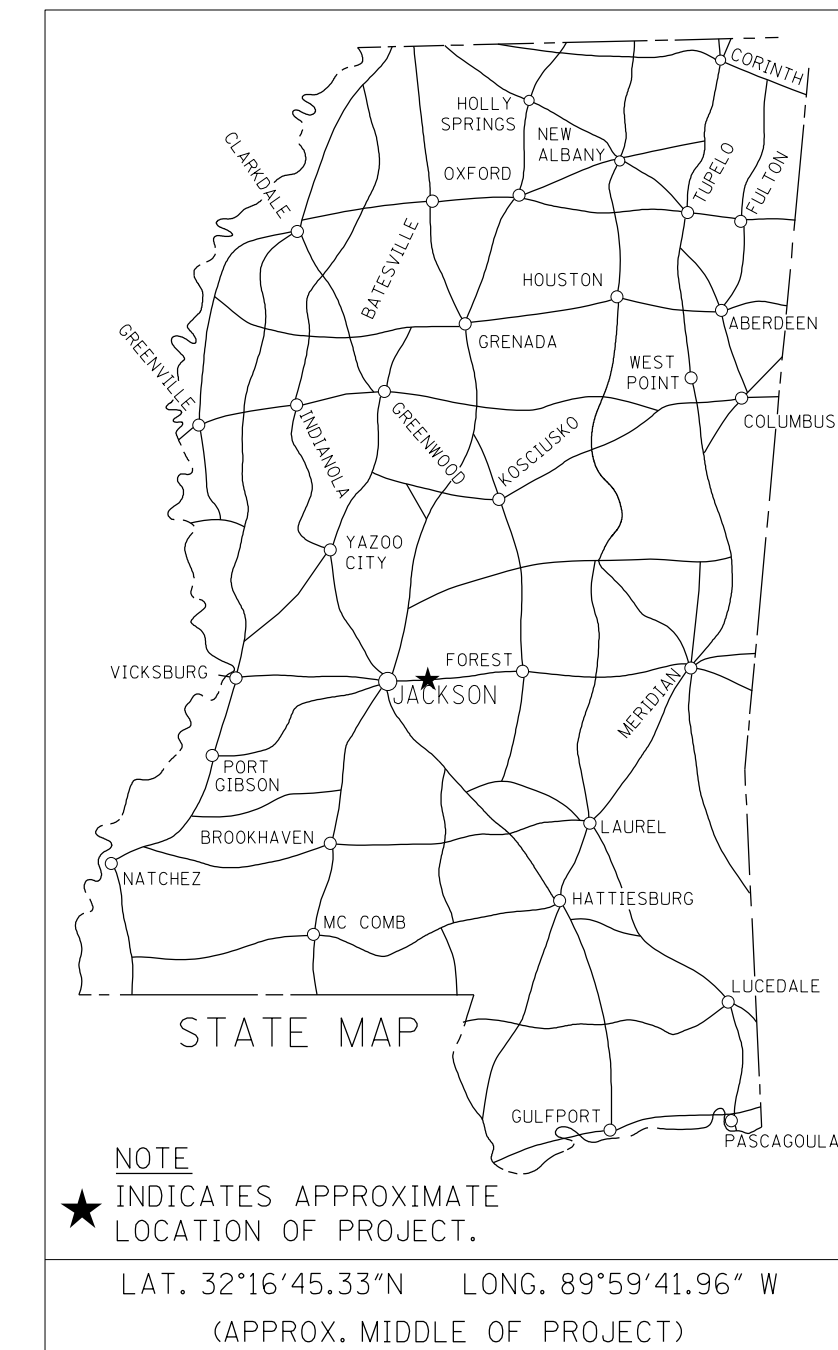 CORINTH
HOLLY
SPRINGS
NEW
ALBANY
CLARKDALE
OXFORD
TUPELO
FULTON
BATESVILLE
HOUSTON
ABERDEEN
GREENVILLE
GRENADA
WEST
POINT
COLUMBUS
INDIANOLA
GREENWOOD
KOSCIUSKO
YAZOO
CITY
VICKSBURG
FOREST
JACKSON
MERIDIAN
PORT
GIBSON
BROOKHAVEN
LAUREL
NATCHEZ
HATTIESBURG
MC COMB
LUCEDALE
STATE MAP
GULFPORT
PASCAGOULA
NOTE
INDICATES APPROXIMATE
LOCATION OF PROJECT.
LAT. 32°16'45.33"N LONG. 89°59'41.96" W
(APPROX. MIDDLE OF PROJECT)